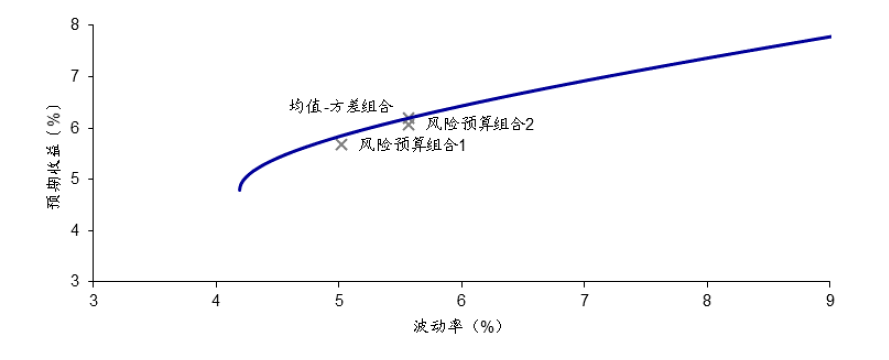 8
7
6
5
4
3
预期收益（%）
均值-方差组合
风险预算组合2
风险预算组合1
3 4 5 6 7 8 9
波动率（%）